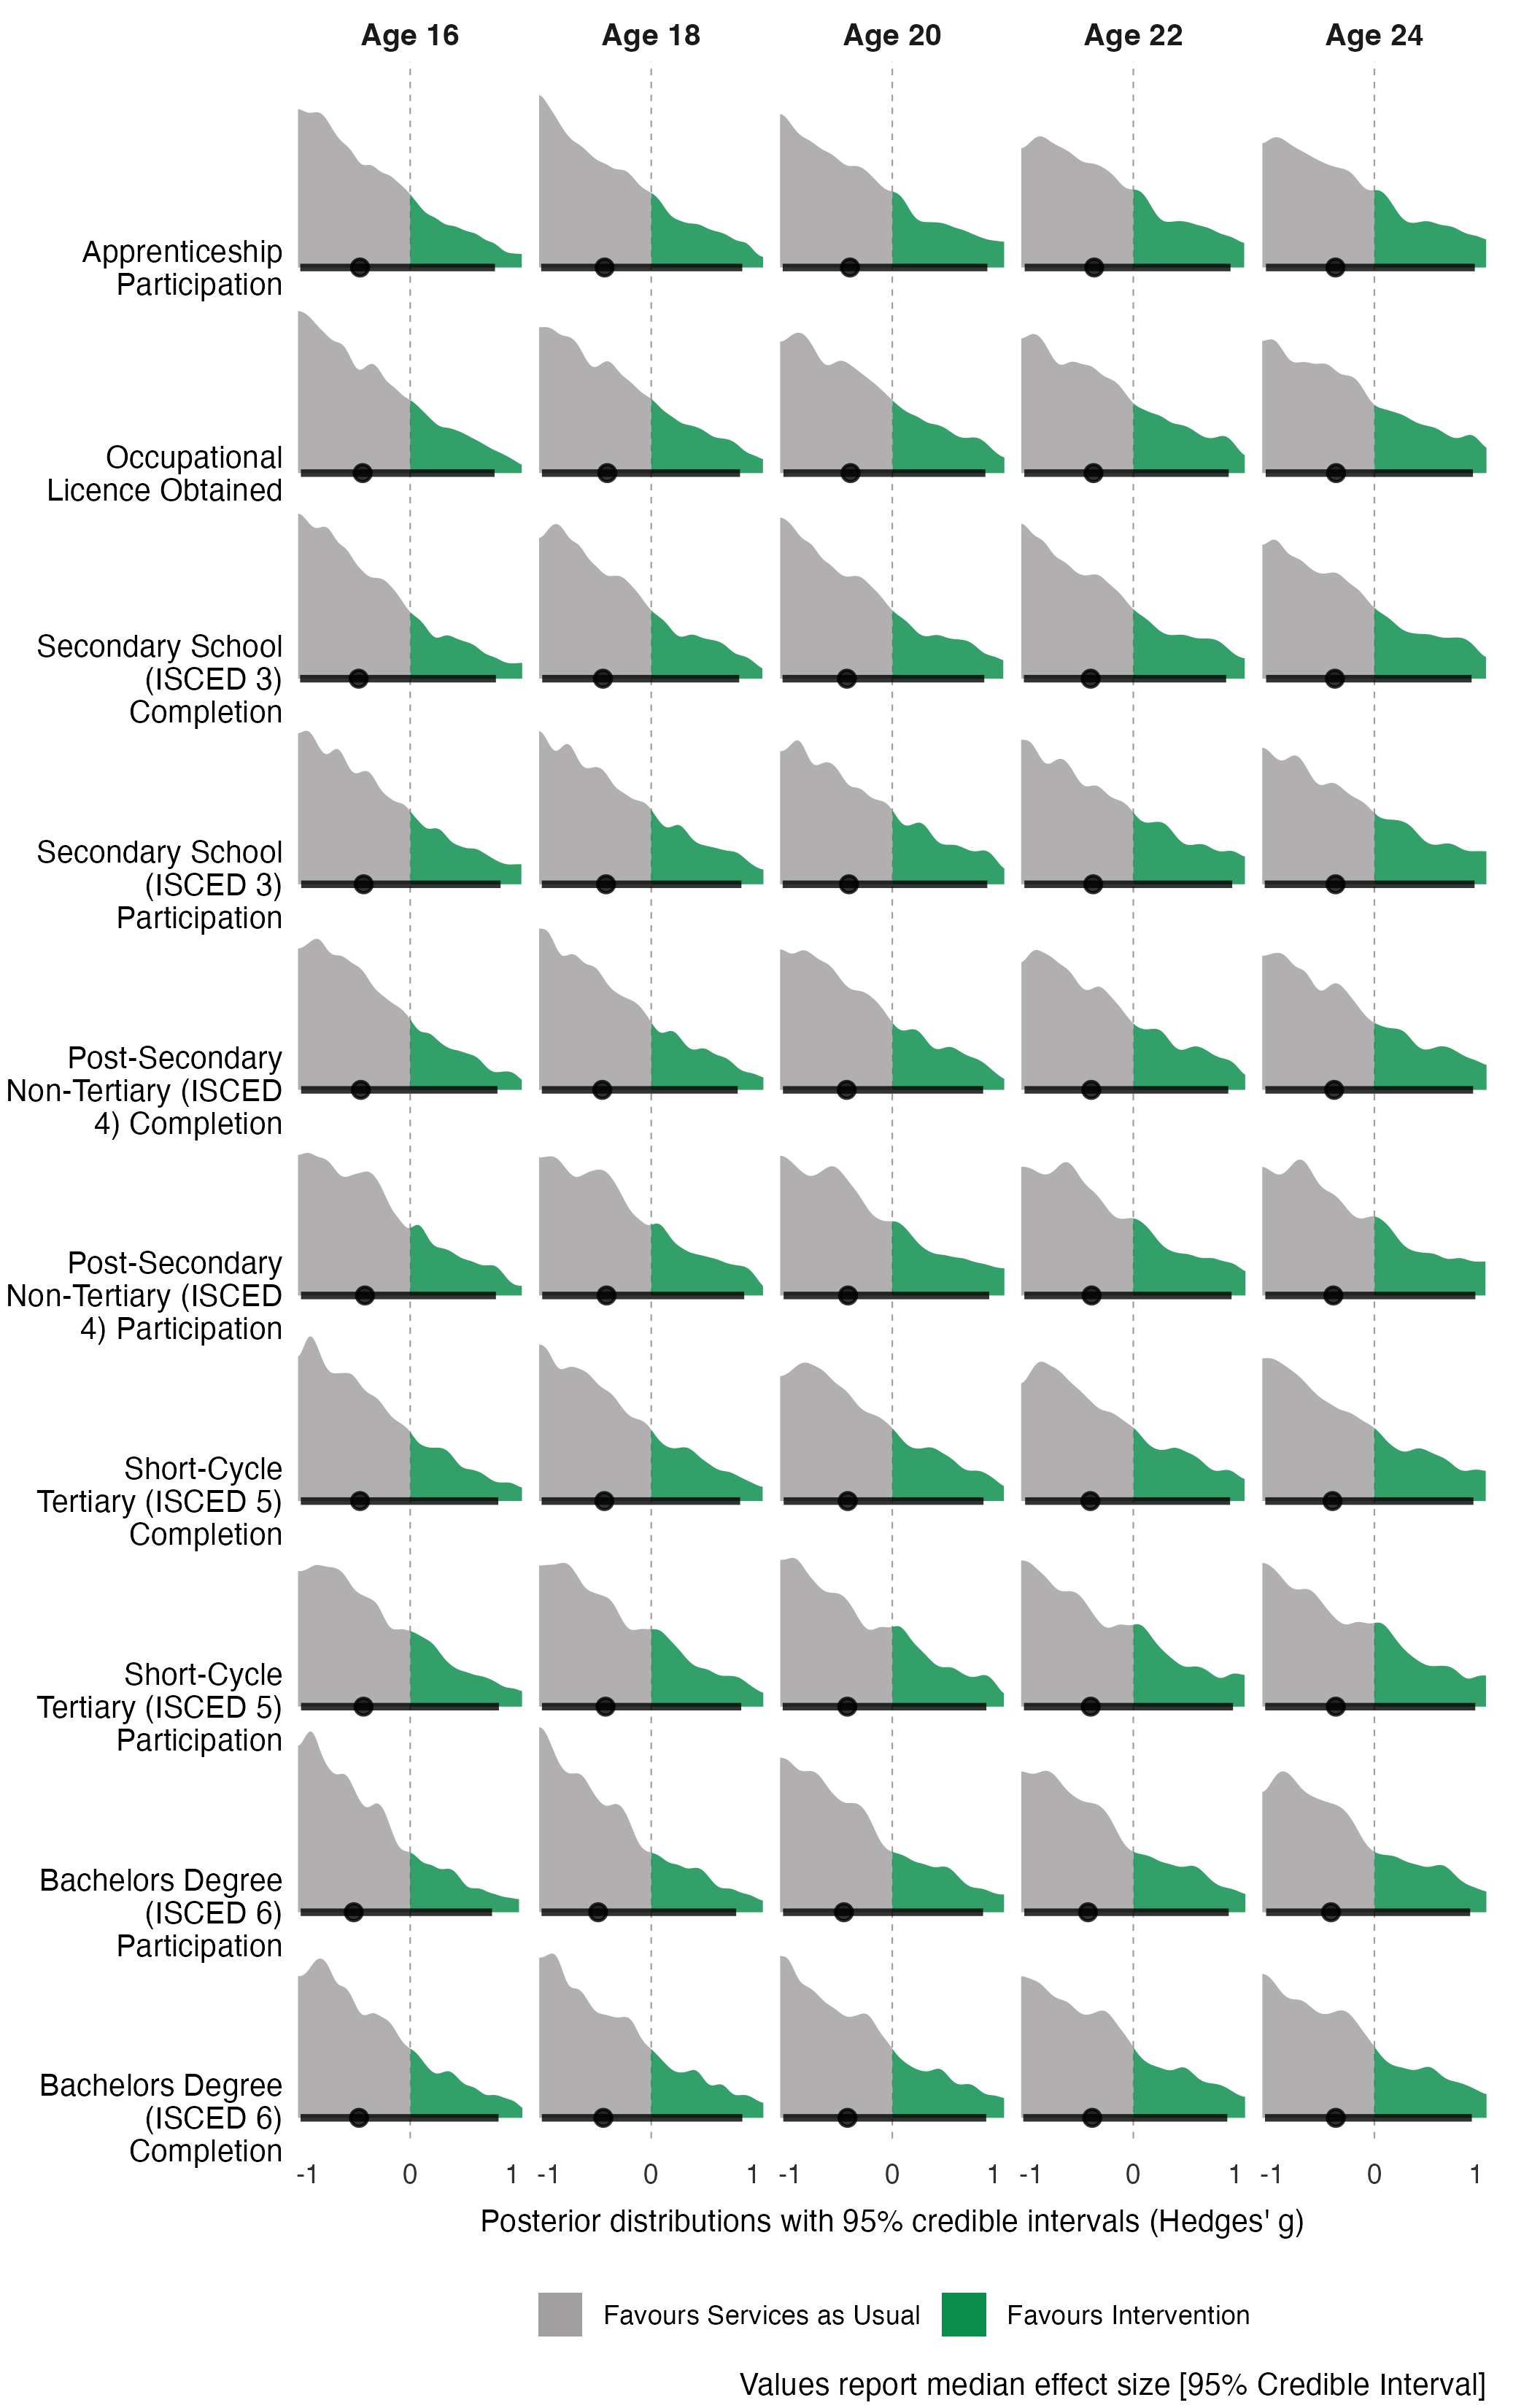 Age 16 Age 18 Age 20 Age 22 Age 24
Apprenticeship
Participation
Occupational
Licence Obtained
Secondary School
(ISCED 3)
Completion
Secondary School
(ISCED 3)
Participation
Post-Secondary
Non-Tertiary (ISCED
4) Completion
Post-Secondary
Non-Tertiary (ISCED
4) Participation
Short-Cycle
Tertiary (ISCED 5)
Completion
Short-Cycle
Tertiary (ISCED 5)
Participation
Bachelors Degree
(ISCED 6)
Participation
Bachelors Degree
(ISCED 6)
Completion
-1 0 1 -1 0 1 -1 0 1 -1 0 1 -1 0 1
Posterior distributions with 95% credible intervals (Hedges' g)
Favours Services as Usual Favours Intervention
Values report median effect size [95% Credible Interval]